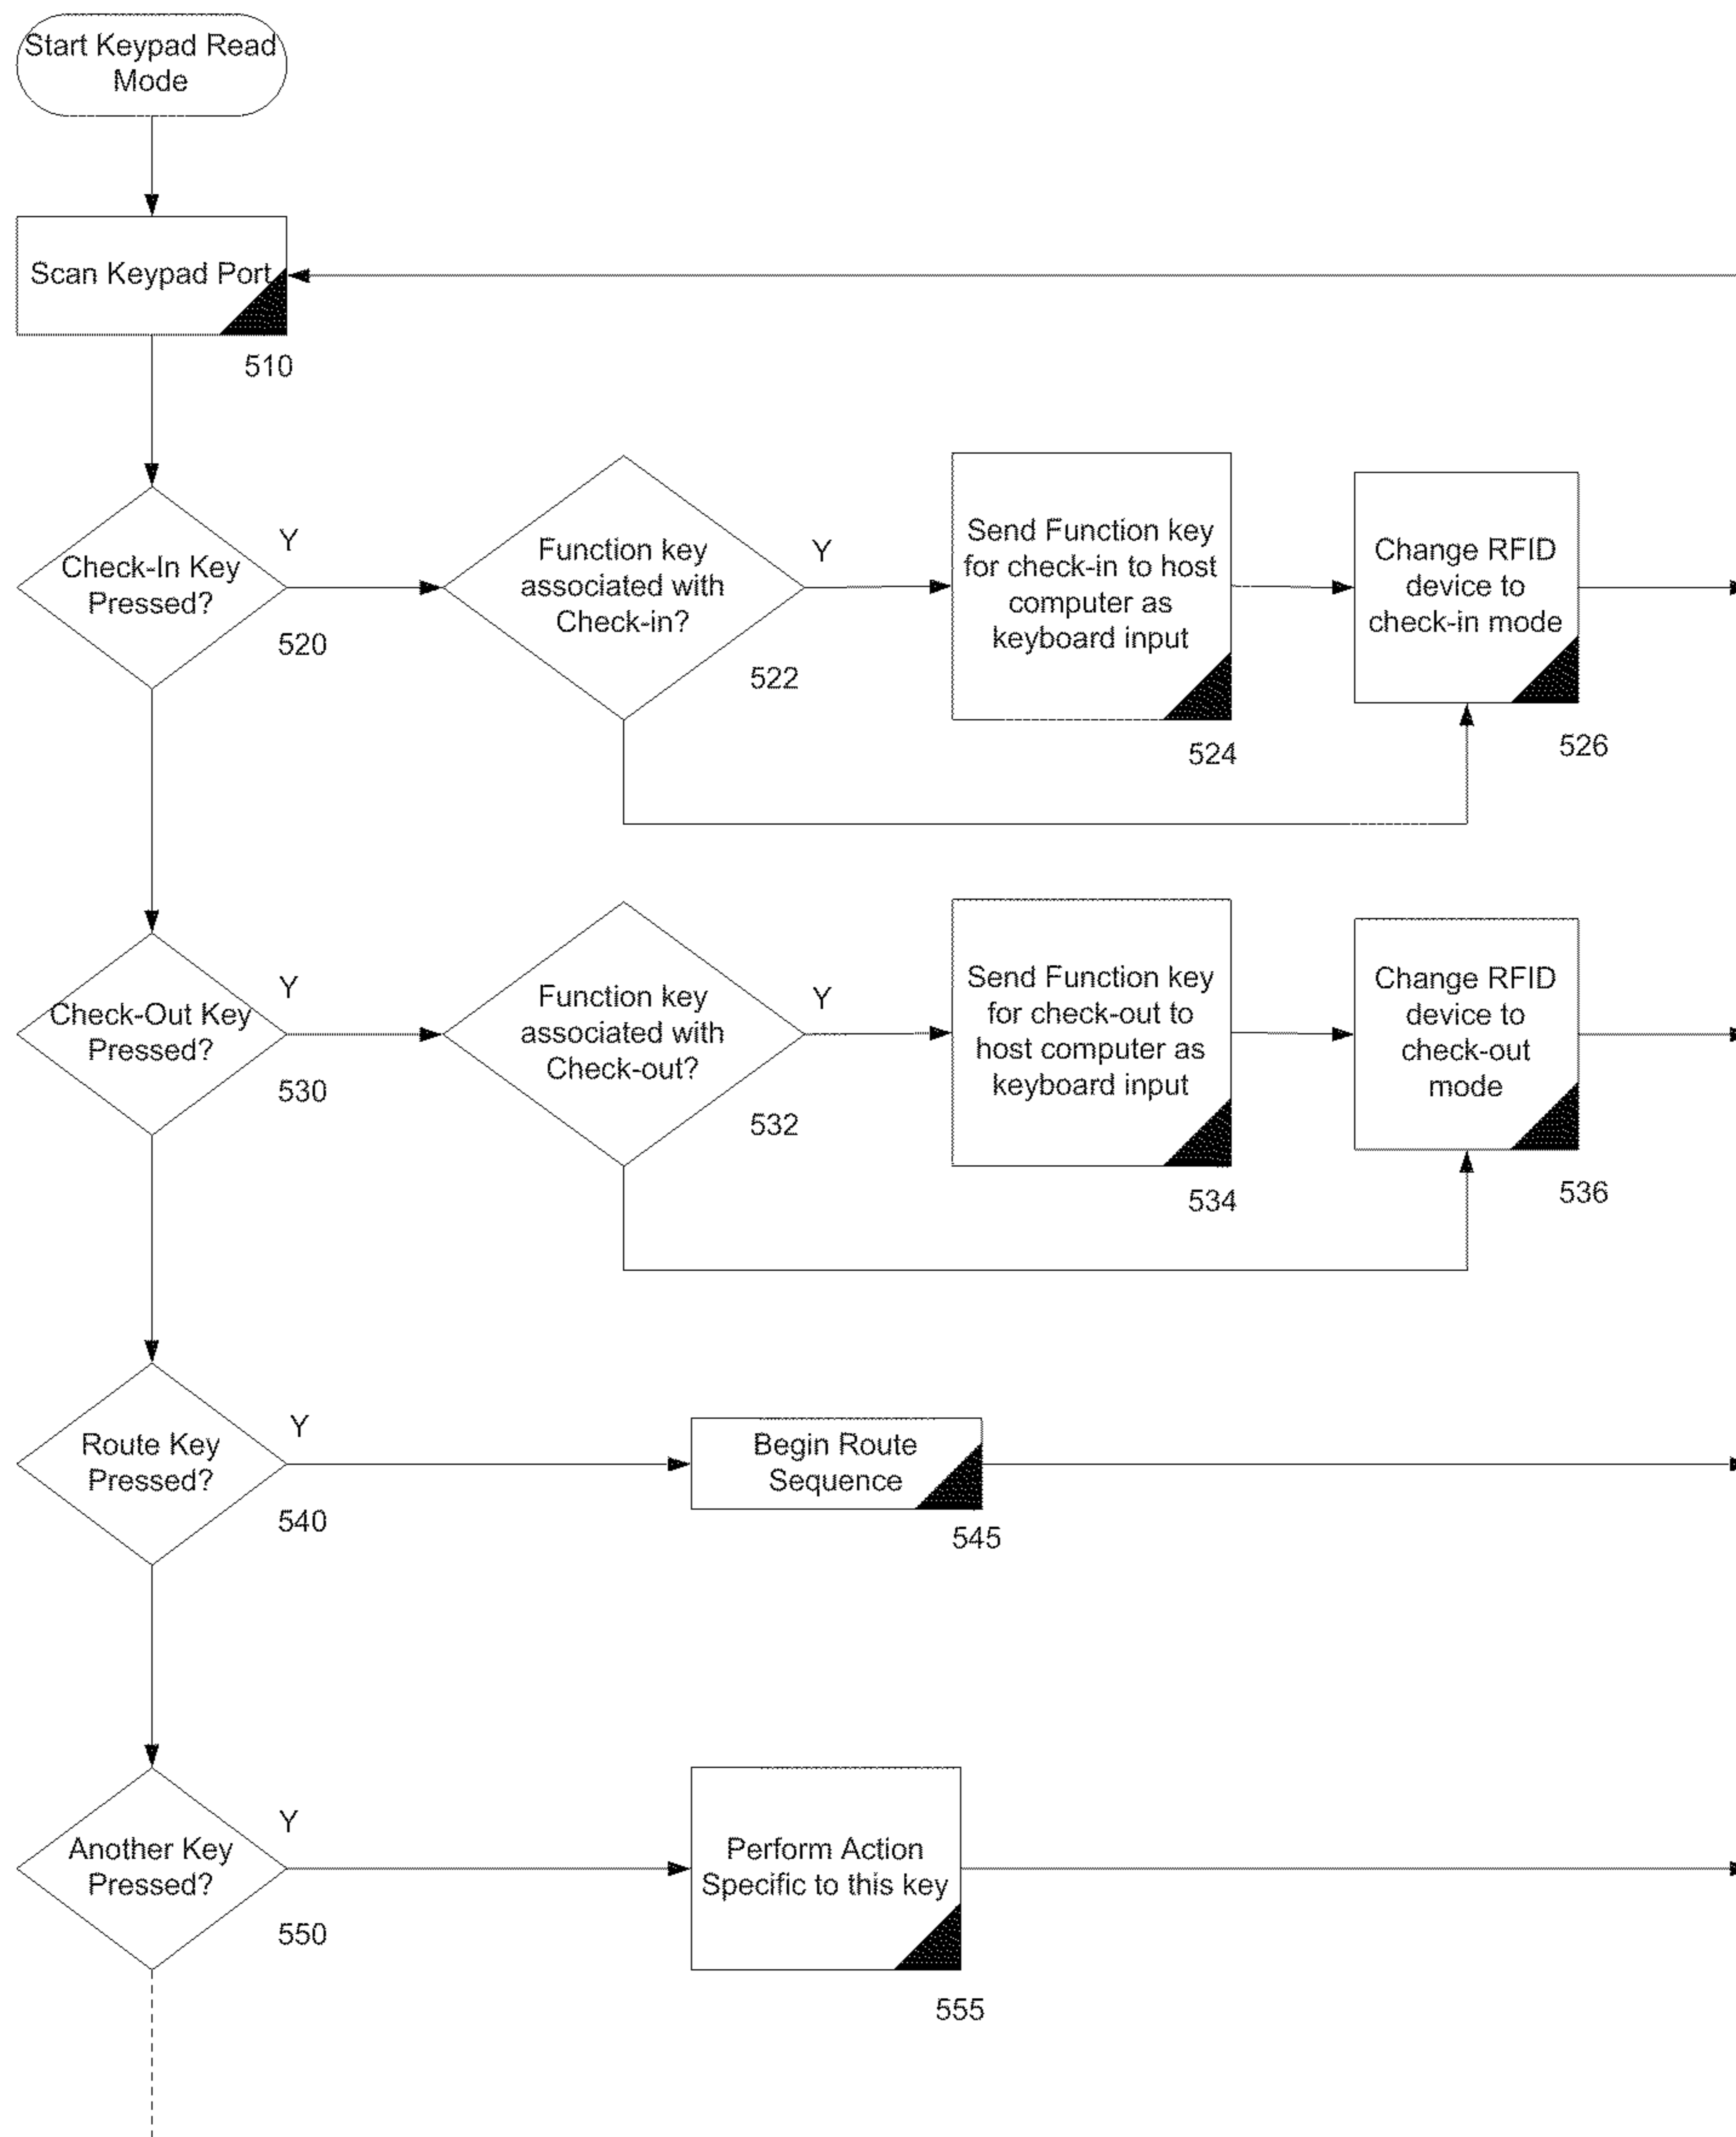 Start Keypad Read
Mode
Scan Keypad Port
510
Check-In Key
Pressed?
Y
520
Function key
associated with
Check-in?
Y
522
Send Function key
for check-in to host
computer as
keyboard input
524
Change RFID
device to
check-in mode
526
Check-Out Key
Pressed?
Y
530
Function key
associated with
Check-out?
Y
532
Send Function key
for check-out to
host computer as
keyboard input
534
Change RFID
device to
check-out
mode
536
Route Key
Pressed?
Y
540
Begin Route
Sequence
545
Another Key
Pressed?
Y
550
Perform Action
Specific to this key
555